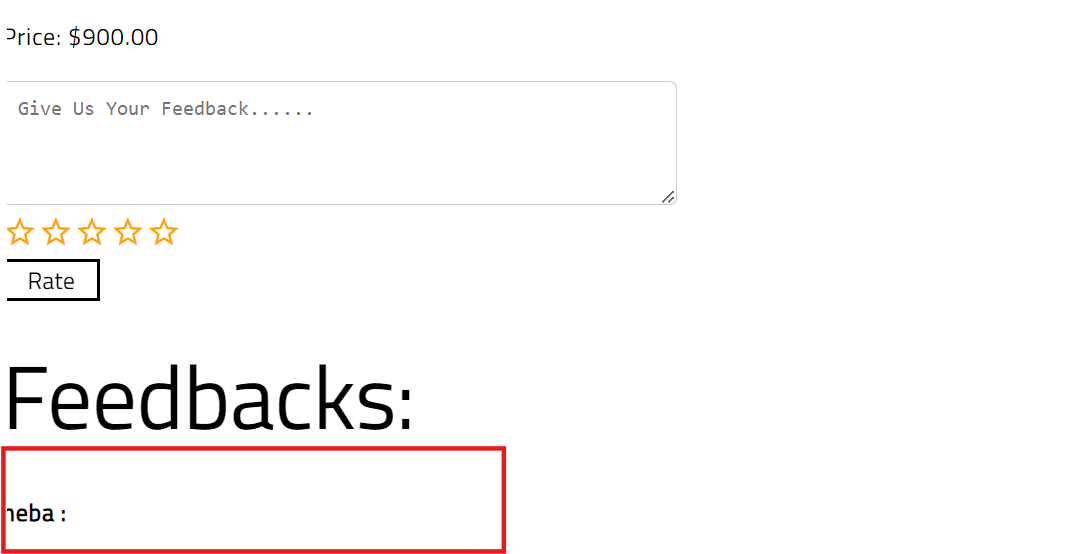 Price: $900.00
Give Us Your Feedback......
Rate
Feedbacks:
heba :